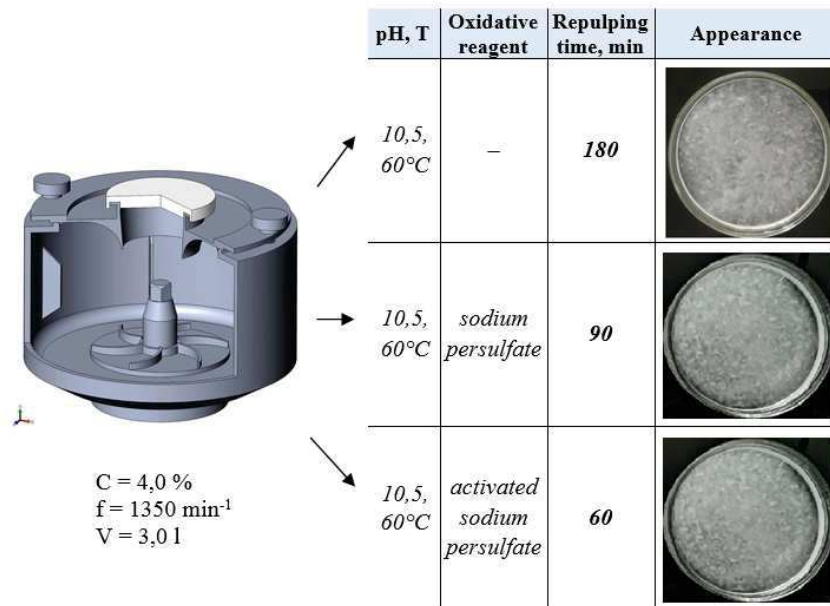 pH, T
Oxidative
reagent
Repulping
time, min
Appearance
10,5,
60°C
–
180
10,5,
60°C
sodium
persulfate
90
10,5,
60°C
activated
sodium
persulfate
60
C = 4,0 %
f = 1350 min⁻¹
V = 3,0 l